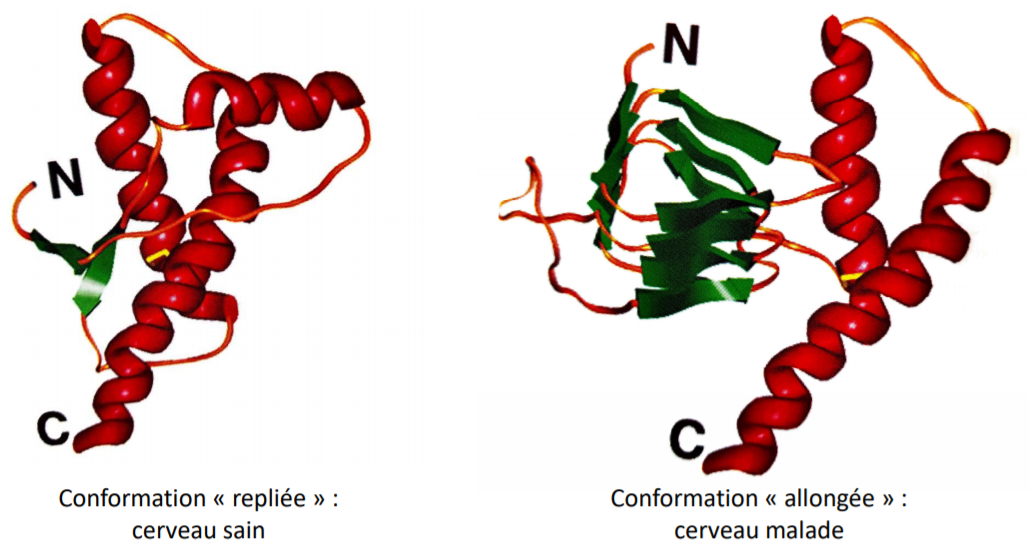 N
C
Conformation « repliée » :
cerveau sain
N
C
Conformation « allongée » :
cerveau malade